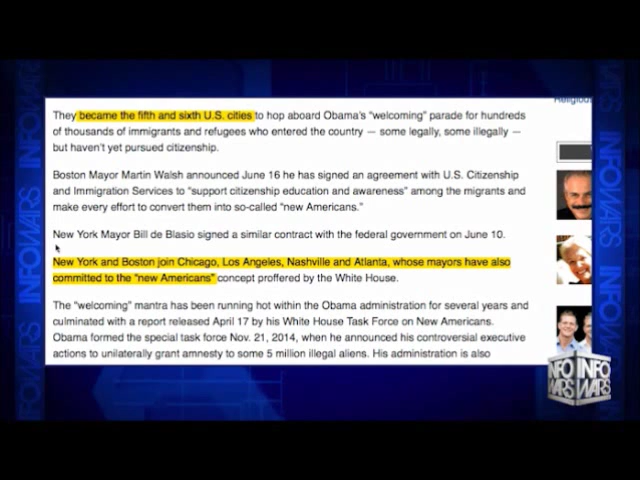 Religious
They became the fifth and sixth U.S. cities to hop aboard Obama's "welcoming" parade for hundreds
of thousands of immigrants and refugees who entered the country — some legally, some illegally —
but haven't yet pursued citizenship.
Boston Mayor Martin Walsh announced June 16 he has signed an agreement with U.S. Citizenship
and Immigration Services to "support citizenship education and awareness" among the migrants and
make every effort to convert them into so-called "new Americans."
New York Mayor Bill de Blasio signed a similar contract with the federal government on June 10.
New York and Boston join Chicago, Los Angeles, Nashville and Atlanta, whose mayors have also
committed to the "new Americans" concept proffered by the White House.
The "welcoming" mantra has been running hot within the Obama administration for several years and
culminated with a report released April 17 by his White House Task Force on New Americans.
Obama formed the special task force Nov. 21, 2014, when he announced his controversial executive
actions to unilaterally grant amnesty to some 5 million illegal aliens. His administration is also
INFOWARS
INFOWARS
INFOWARS
INFOWARS
INFO
WARS
INFO
WARS